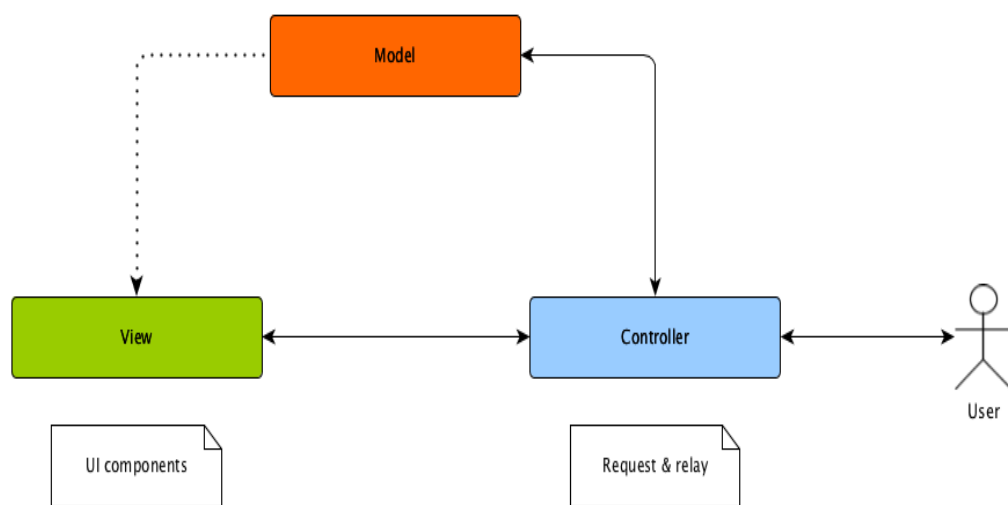 Model
View
Controller
User
UI components
Request & relay